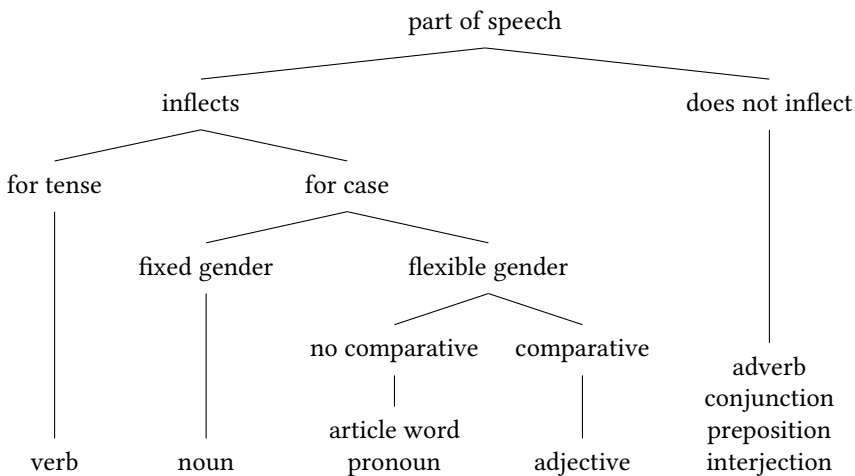 part of speech
inflects
does not inflect
for tense
for case
fixed gender
flexible gender
no comparative
comparative
verb
noun
article word
pronoun
adjective
adverb
conjunction
preposition
interjection